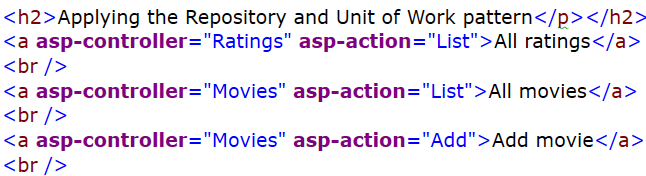 <h2>Applying the Repository and Unit of Work pattern</p></h2>
<a asp-controller="Ratings" asp-action="List">All ratings</a>
<br />
<a asp-controller="Movies" asp-action="List">All movies</a>
<br />
<a asp-controller="Movies" asp-action="Add">Add movie</a>
<br />